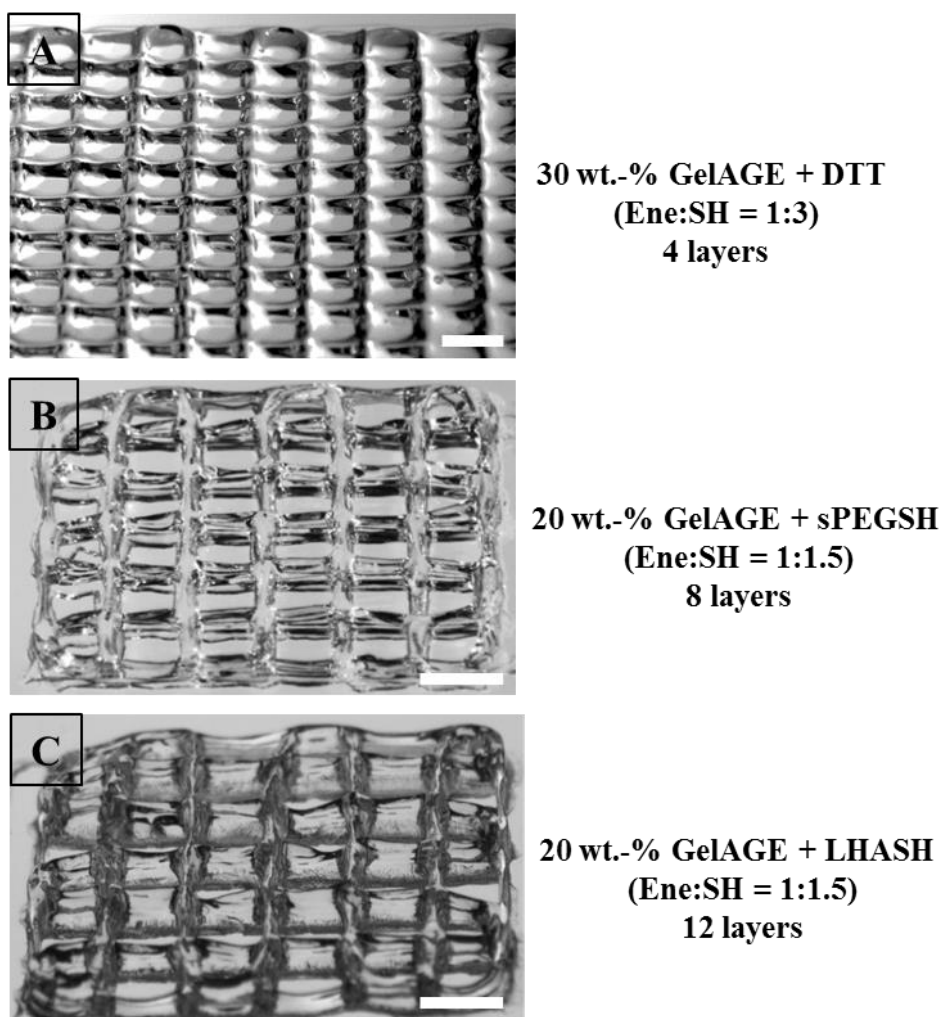 A
30 wt.-% GelAGE + DTT
(Ene:SH = 1:3)
4 layers
B
20 wt.-% GelAGE + sPEGSH
(Ene:SH = 1:1.5)
8 layers
C
20 wt.-% GelAGE + LHASH
(Ene:SH = 1:1.5)
12 layers